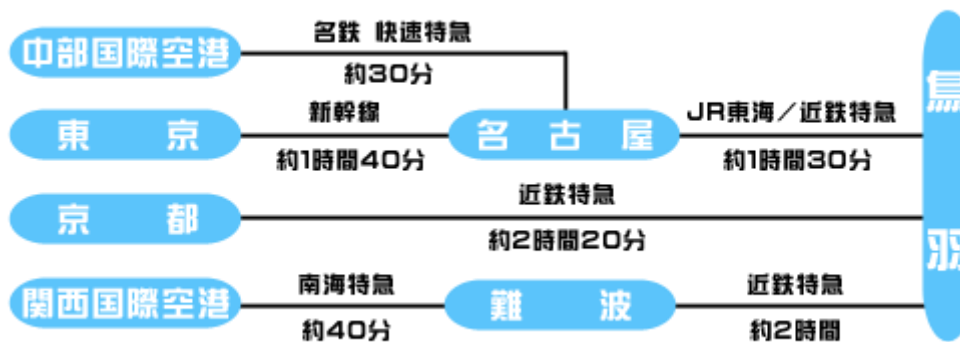 中部国際空港
名鉄 快速特急
約30分
東京
新幹線
約1時間40分
名古屋
JR東海／近鉄特急
約1時間30分
京都
近鉄特急
約2時間20分
関西国際空港
南海特急
約40分
難波
近鉄特急
約2時間
鳥羽